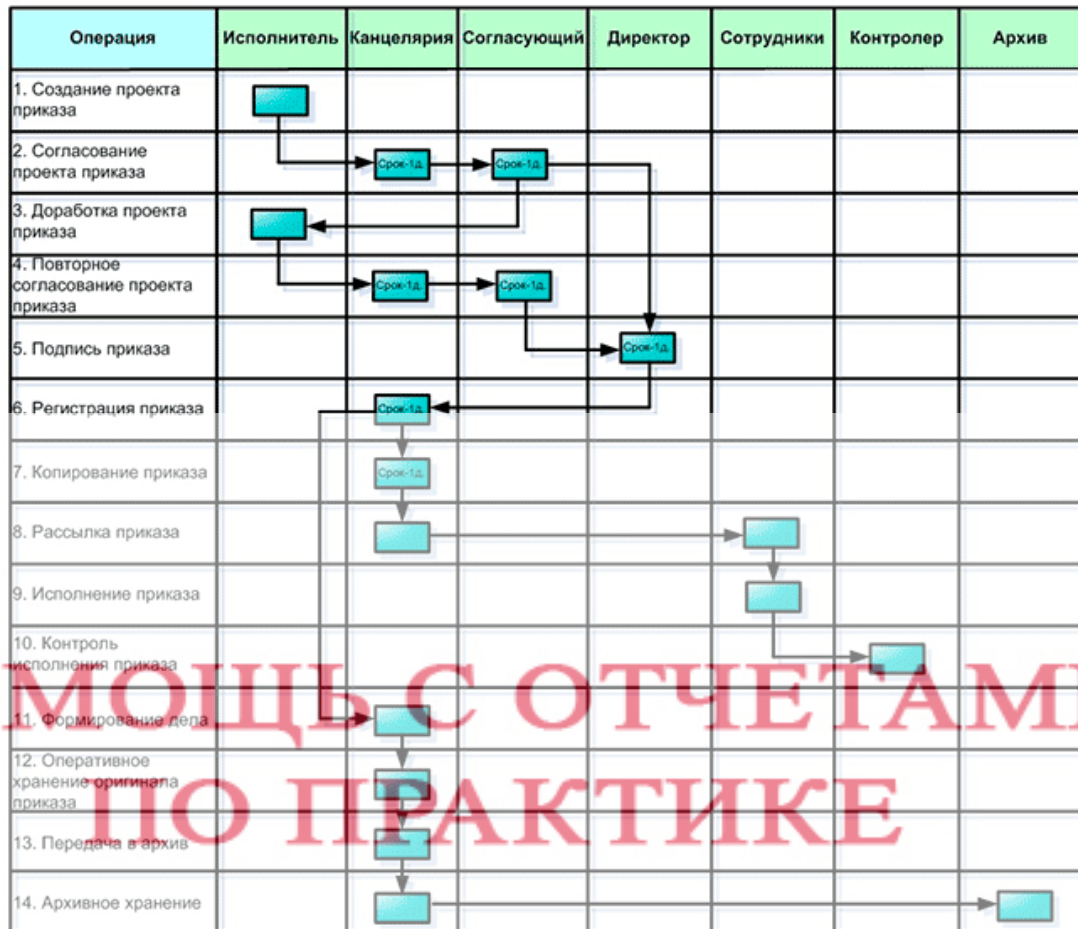 Операция Исполнитель Канцелярия Согласующий Директор Сотрудники Контролер Архив
1. Создание проекта
приказа
2. Согласование
проекта приказа
Срок-1д. Срок-1д.
3. Доработка проекта
приказа
4. Повторное
согласование проекта
приказа
Срок-1д. Срок-1д.
5. Подпись приказа
Срок-1д.
6. Регистрация приказа
Срок-1д.
7. Копирование приказа
Срок-1д.
8. Рассылка приказа
9. Исполнение приказа
10. Контроль
исполнения приказа
МОЩЬ С ОТЧЕТАМИ
11. Формирование дела
12. Оперативное
хранение оригинала
приказа
ПО ПРАКТИКЕ
13. Передача в архив
14. Архивное хранение